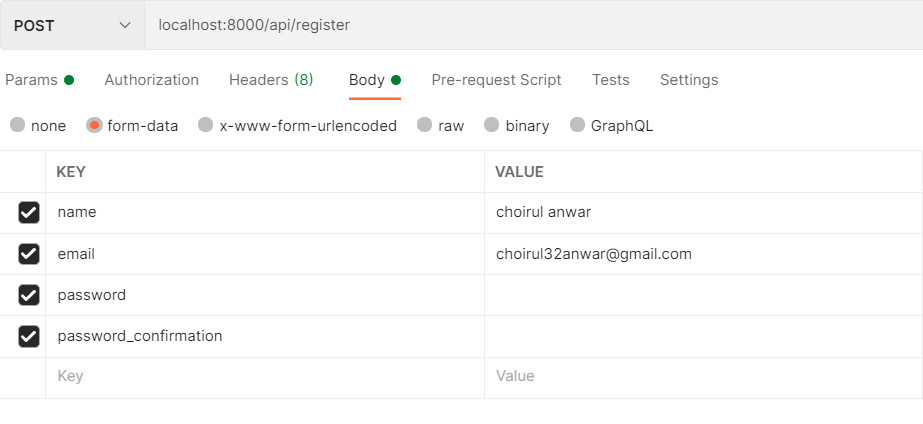 POST localhost:8000/api/register
Params Authorization Headers (8) Body Pre-request Script Tests Settings
none form-data x-www-form-urlencoded raw binary GraphQL
KEY VALUE
name choirul anwar
email choirul32anwar@gmail.com
password
password_confirmation
Key Value